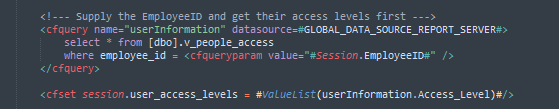 <!--- Supply the EmployeeID and get their access levels first --->
<cfquery name="userInformation" datasource=#GLOBAL_DATA_SOURCE_REPORT_SERVER#>
select * from [dbo].v_people_access
where employee_id = <cfqueryparam value="#Session.EmployeeID#" />
</cfquery>
<cfset session.user_access_levels = #ValueList(userInformation.Access_Level)#/>